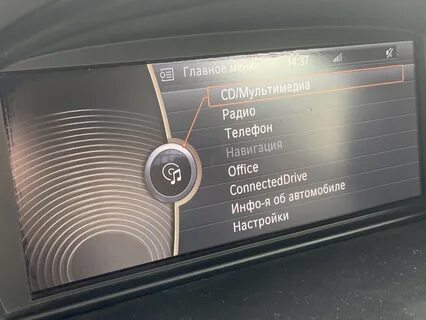 Главное меню 14:37
CD/Мультимедиа
Радио
Телефон
Навигация
Office
ConnectedDrive
Инфо-я об автомобиле
Настройки